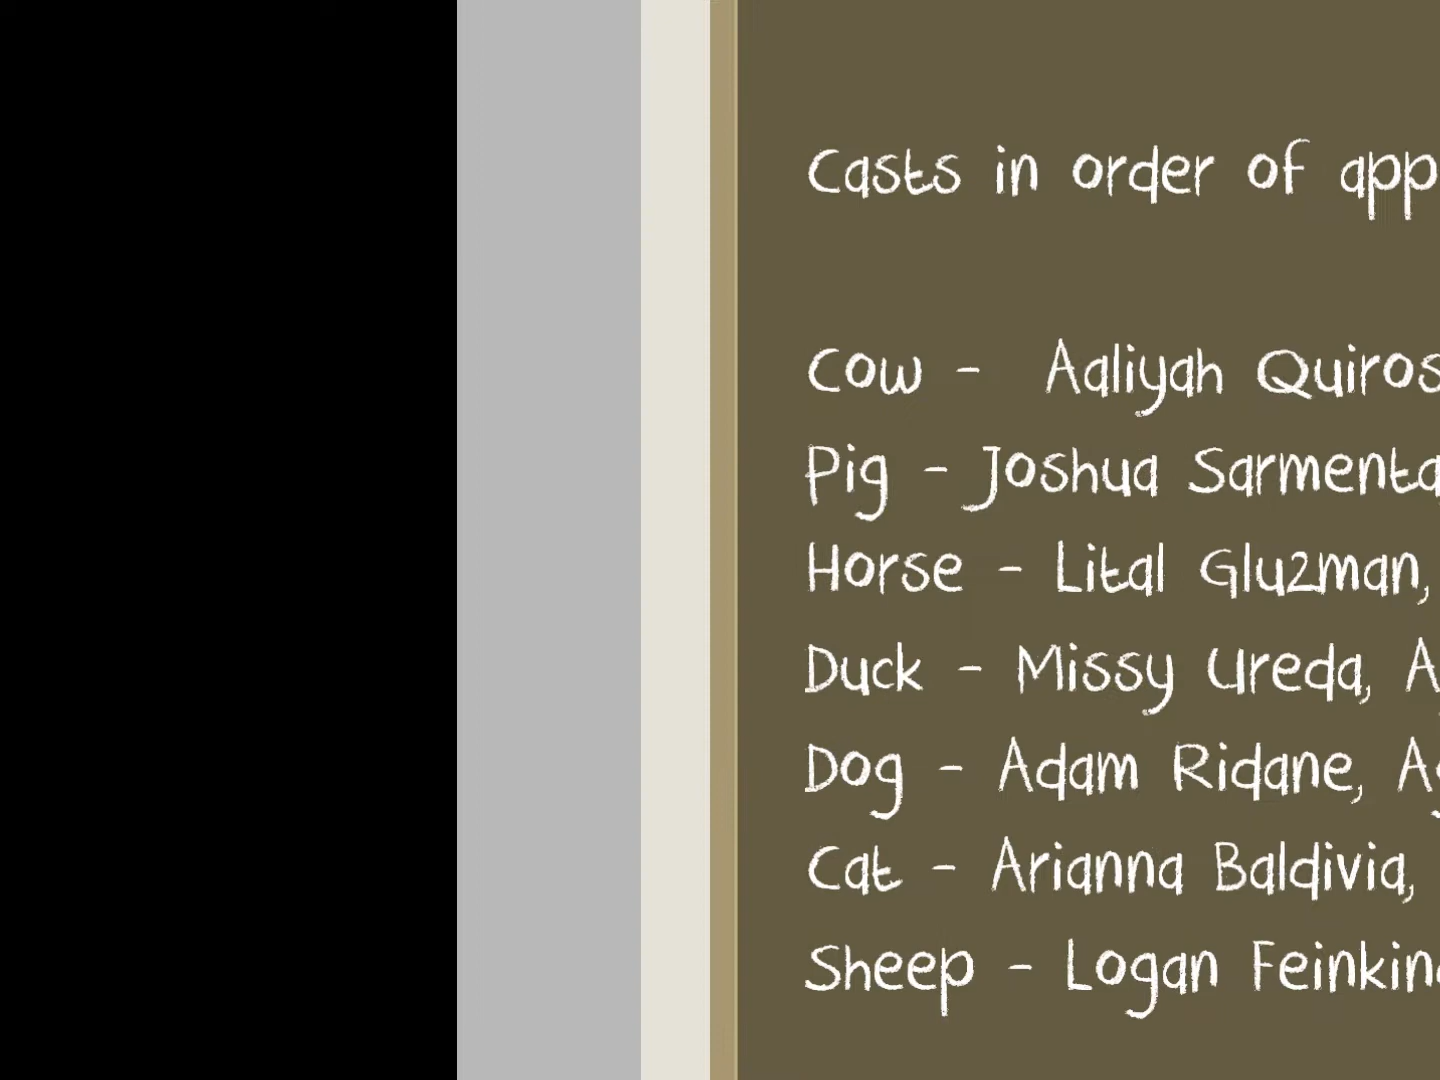 Casts in order of app
Cow - Aaliyah Quiros
Pig - Joshua Sarmenta
Horse - Lital Gluzman,
Duck - Missy Ureda, A
Dog - Adam Ridane, Ag
Cat - Arianna Baldivia,
Sheep - Logan Feinkin